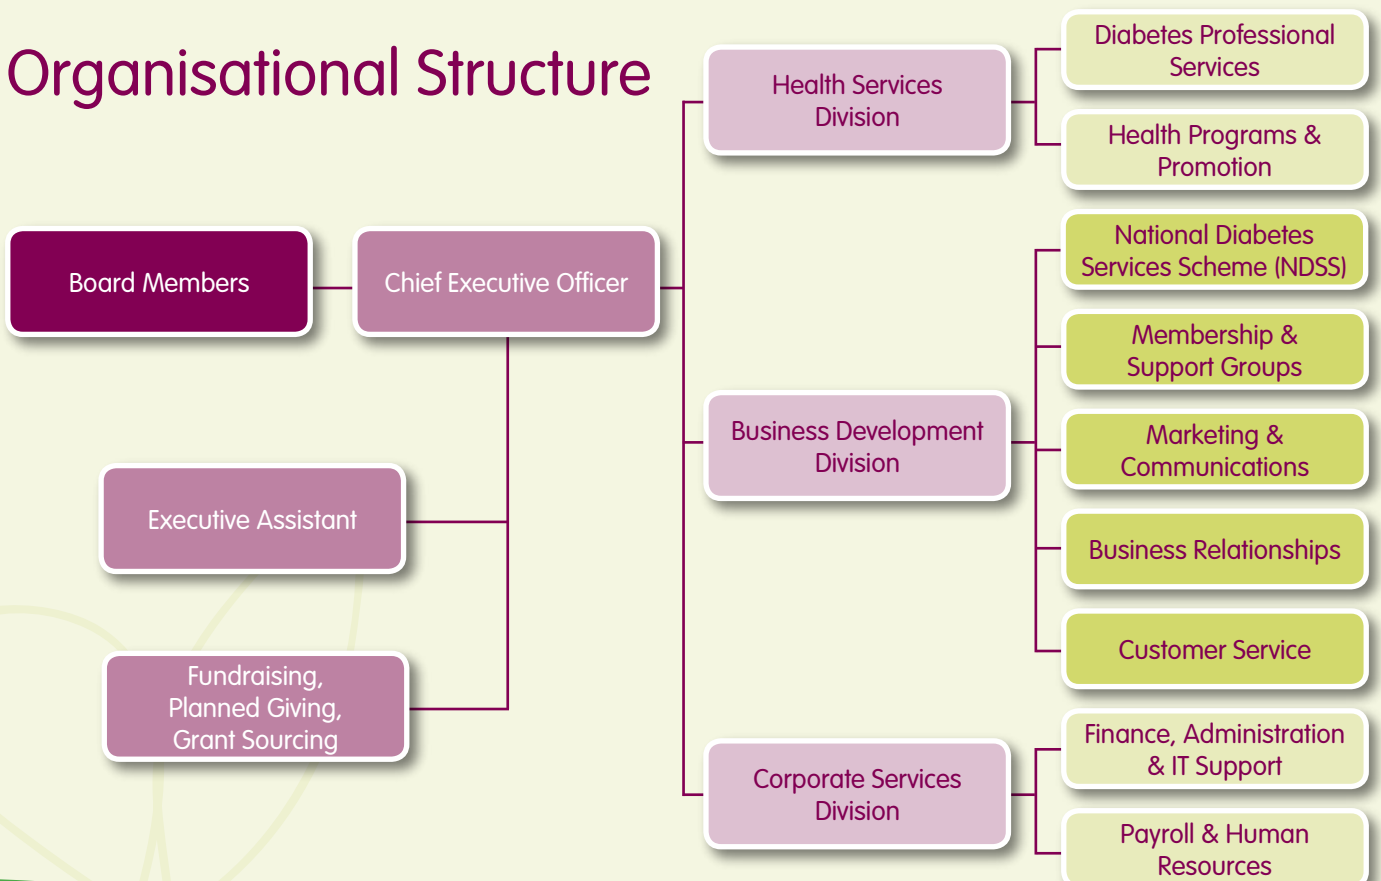 Organisational Structure
Board Members
Chief Executive Officer
Executive Assistant
Fundraising,
Planned Giving,
Grant Sourcing
Health Services
Division
Diabetes Professional
Services
Health Programs &
Promotion
Business Development
Division
National Diabetes
Services Scheme (NDSS)
Membership &
Support Groups
Marketing &
Communications
Business Relationships
Customer Service
Corporate Services
Division
Finance, Administration
& IT Support
Payroll & Human
Resources